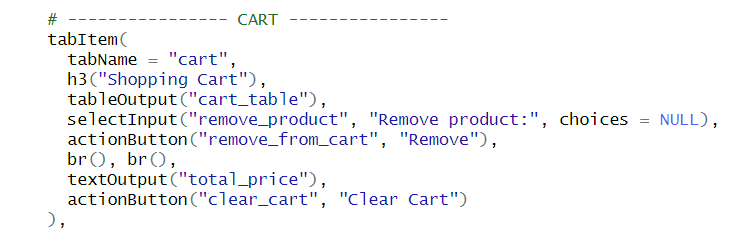 # ---------------- CART ----------------
tabItem(
tabName = "cart",
h3("Shopping Cart"),
tableOutput("cart_table"),
selectInput("remove_product", "Remove product:", choices = NULL),
actionButton("remove_from_cart", "Remove"),
br(), br(),
textOutput("total_price"),
actionButton("clear_cart", "Clear Cart")
),